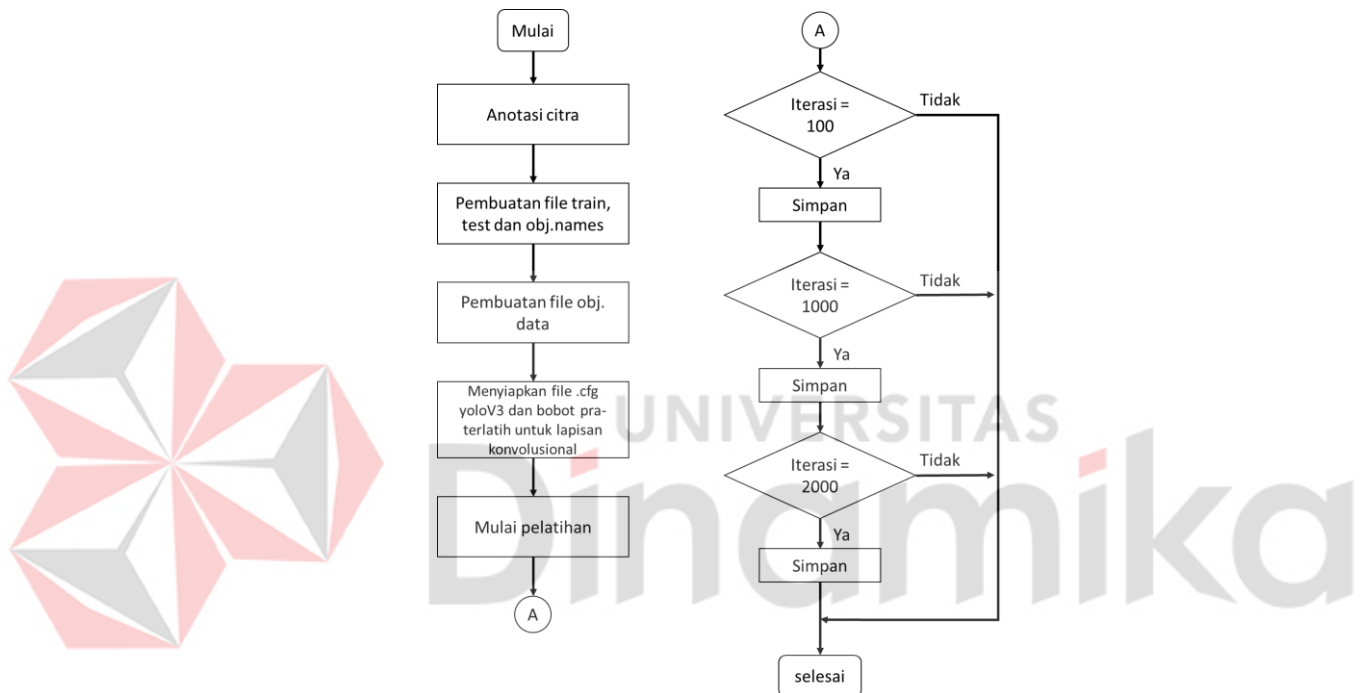 Mulai
Anotasi citra
Pembuatan file train,
test dan obj.names
Pembuatan file obj.
data
Menyiapkan file .cfg
yoloV3 dan bobot pra-
terlatih untuk lapisan
konvolusional
Mulai pelatihan
A
A
Iterasi =
100
Tidak
Ya
Simpan
Iterasi =
1000
Tidak
Ya
Simpan
Iterasi =
2000
Tidak
Ya
Simpan
selesai
UNIVERSITAS
Dinamika